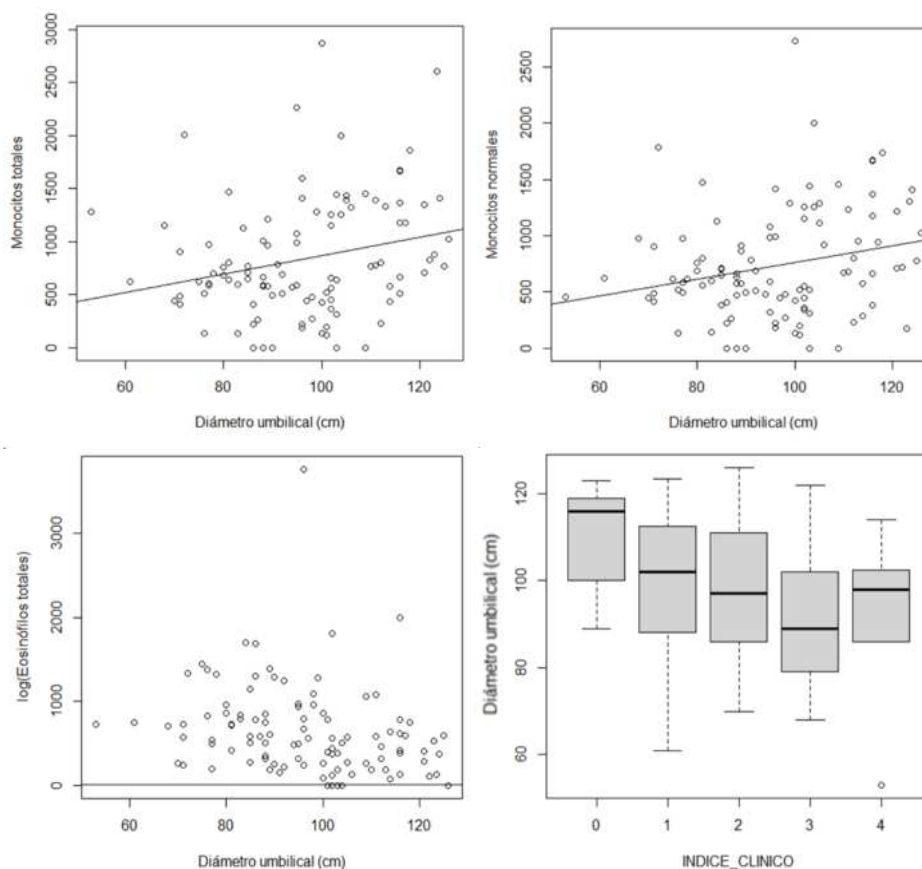 Monocitos totales
0 500 1000 1500 2000 2500 3000
60 80 100 120
Diámetro umbilical (cm)
Monocitos normales
0 500 1000 1500 2000 2500
60 80 100 120
Diámetro umbilical (cm)
log(Eosinófilos totales)
0 1000 2000 3000
60 80 100 120
Diámetro umbilical (cm)
Diámetro umbilical (cm)
60 80 100 120
0 1 2 3 4
INDICE_CLINICO